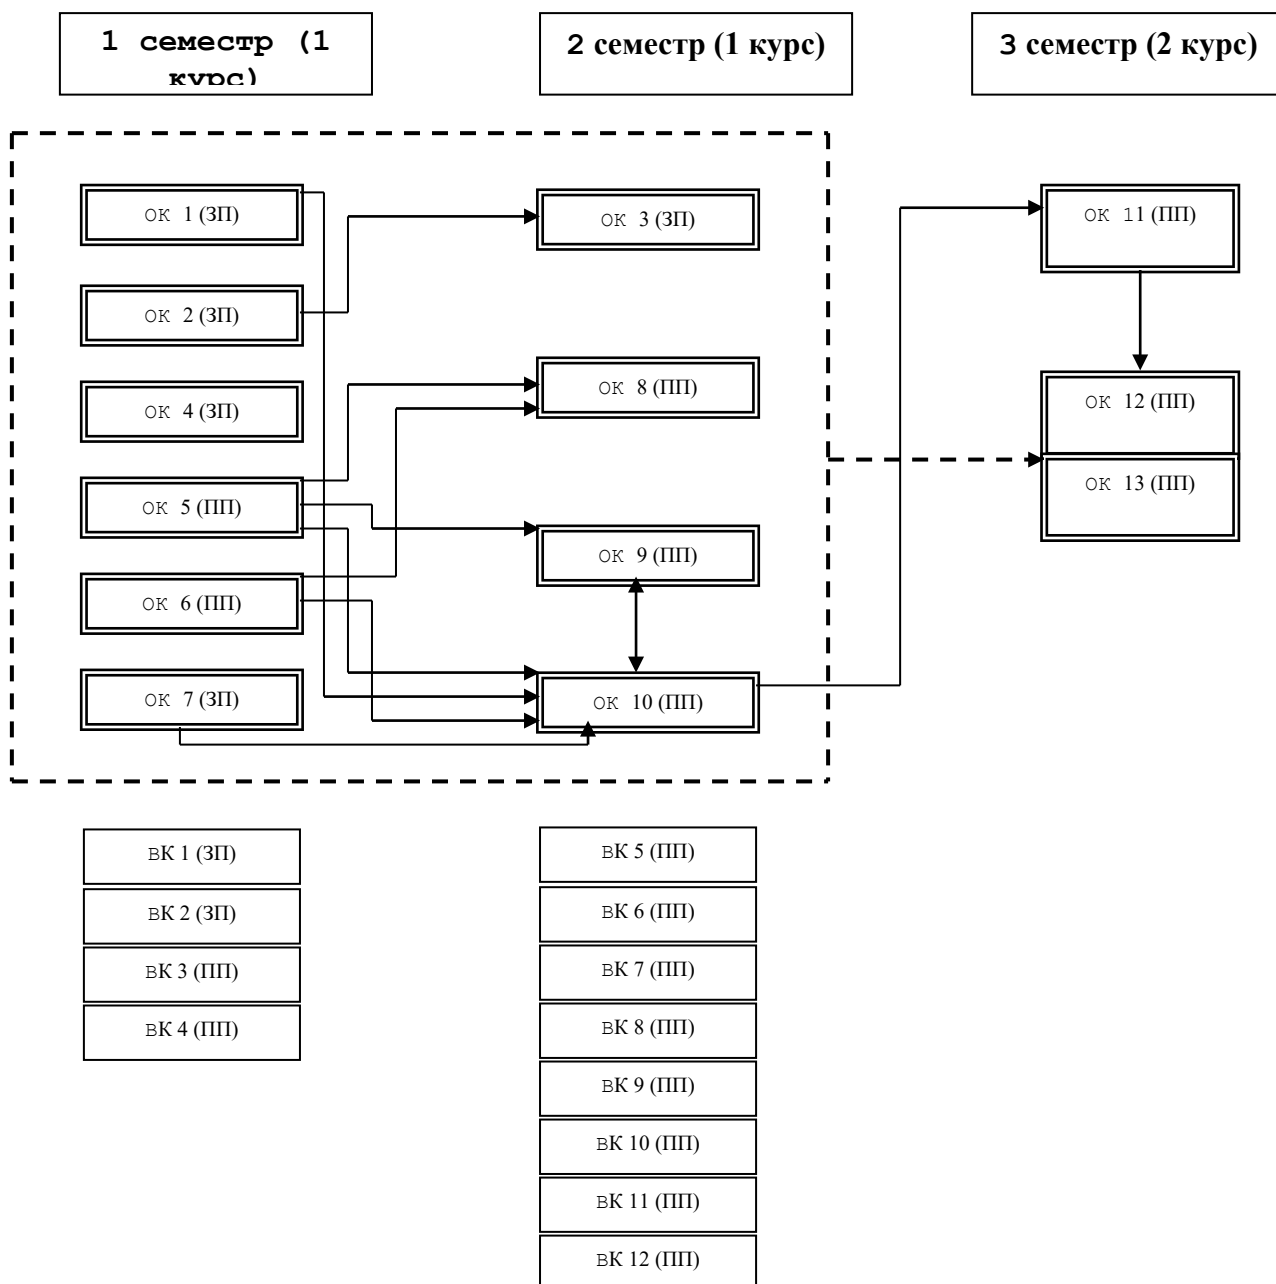 1 семестр (1
курс)
2 семестр (1 курс)
3 семестр (2 курс)
ОК 1 (ЗП)
ОК 2 (ЗП)
ОК 4 (ЗП)
ОК 5 (ПП)
ОК 6 (ПП)
ОК 7 (ЗП)
ОК 3 (ЗП)
ОК 8 (ПП)
ОК 9 (ПП)
ОК 10 (ПП)
ОК 11 (ПП)
ОК 12 (ПП)
ОК 13 (ПП)
ВК 1 (ЗП)
ВК 2 (ЗП)
ВК 3 (ПП)
ВК 4 (ПП)
ВК 5 (ПП)
ВК 6 (ПП)
ВК 7 (ПП)
ВК 8 (ПП)
ВК 9 (ПП)
ВК 10 (ПП)
ВК 11 (ПП)
ВК 12 (ПП)